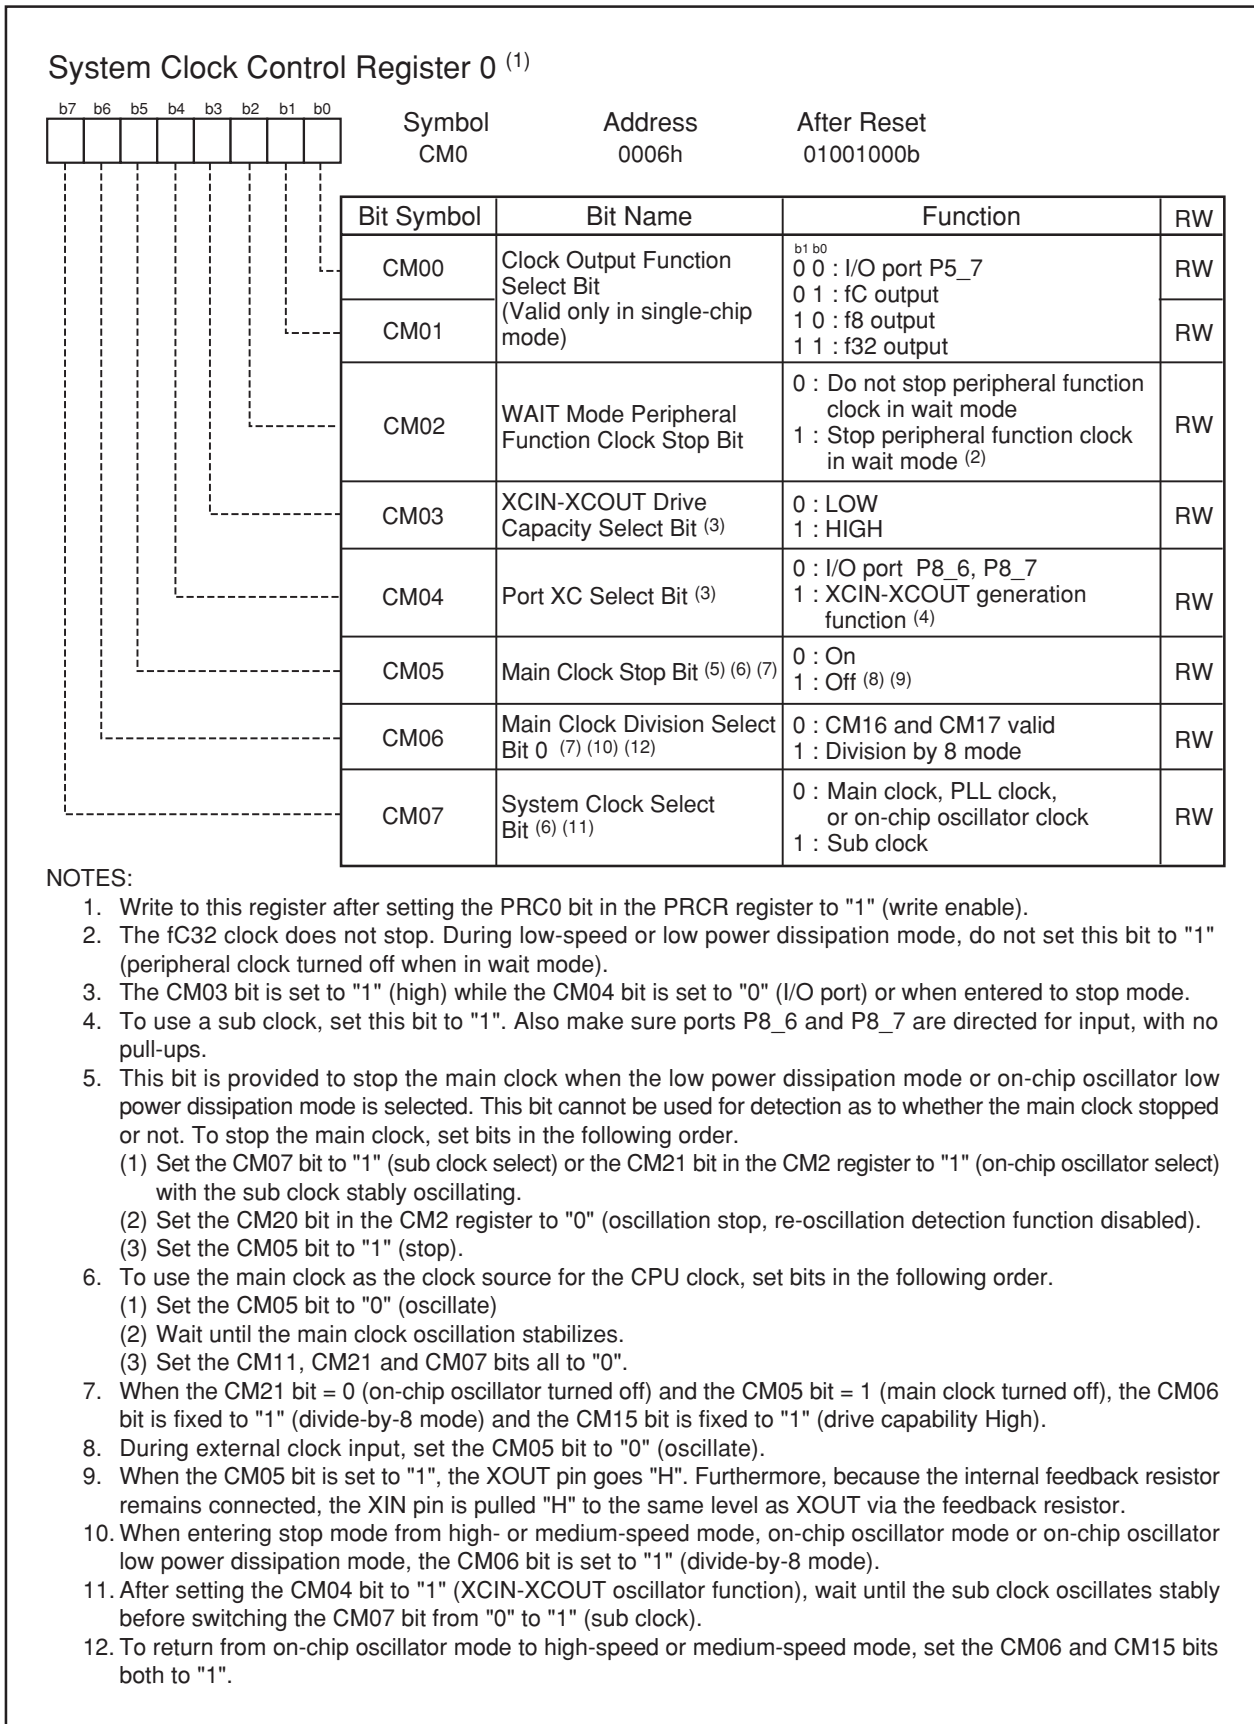 System Clock Control Register 0 (1)
b7 b6 b5 b4 b3 b2 b1 b0
Symbol Address After Reset
CM0 0006h 01001000b
Bit Symbol Bit Name Function RW
CM00 Clock Output Function Select Bit (Valid only in single-chip mode) b1 b0 RW
0 0 : I/O port P5_7
0 1 : fC output
CM01 1 0 : f8 output RW
1 1 : f32 output
CM02 WAIT Mode Peripheral Function Clock Stop Bit 0 : Do not stop peripheral function RW
clock in wait mode
1 : Stop peripheral function clock
in wait mode (2)
CM03 XCIN-XCOUT Drive Capacity Select Bit (3) 0 : LOW RW
1 : HIGH
CM04 Port XC Select Bit (3) 0 : I/O port P8_6, P8_7 RW
1 : XCIN-XCOUT generation
function (4)
CM05 Main Clock Stop Bit (5) (6) (7) 0 : On RW
1 : Off (8) (9)
CM06 Main Clock Division Select Bit 0 (7) (10) (12) 0 : CM16 and CM17 valid RW
1 : Division by 8 mode
CM07 System Clock Select Bit (6) (11) 0 : Main clock, PLL clock, RW
or on-chip oscillator clock
1 : Sub clock
NOTES:
1. Write to this register after setting the PRC0 bit in the PRCR register to "1" (write enable).
2. The fC32 clock does not stop. During low-speed or low power dissipation mode, do not set this bit to "1"
(peripheral clock turned off when in wait mode).
3. The CM03 bit is set to "1" (high) while the CM04 bit is set to "0" (I/O port) or when entered to stop mode.
4. To use a sub clock, set this bit to "1". Also make sure ports P8_6 and P8_7 are directed for input, with no
pull-ups.
5. This bit is provided to stop the main clock when the low power dissipation mode or on-chip oscillator low
power dissipation mode is selected. This bit cannot be used for detection as to whether the main clock stopped
or not. To stop the main clock, set bits in the following order.
(1) Set the CM07 bit to "1" (sub clock select) or the CM21 bit in the CM2 register to "1" (on-chip oscillator select)
with the sub clock stably oscillating.
(2) Set the CM20 bit in the CM2 register to "0" (oscillation stop, re-oscillation detection function disabled).
(3) Set the CM05 bit to "1" (stop).
6. To use the main clock as the clock source for the CPU clock, set bits in the following order.
(1) Set the CM05 bit to "0" (oscillate)
(2) Wait until the main clock oscillation stabilizes.
(3) Set the CM11, CM21 and CM07 bits all to "0".
7. When the CM21 bit = 0 (on-chip oscillator turned off) and the CM05 bit = 1 (main clock turned off), the CM06
bit is fixed to "1" (divide-by-8 mode) and the CM15 bit is fixed to "1" (drive capability High).
8. During external clock input, set the CM05 bit to "0" (oscillate).
9. When the CM05 bit is set to "1", the XOUT pin goes "H". Furthermore, because the internal feedback resistor
remains connected, the XIN pin is pulled "H" to the same level as XOUT via the feedback resistor.
10. When entering stop mode from high- or medium-speed mode, on-chip oscillator mode or on-chip oscillator
low power dissipation mode, the CM06 bit is set to "1" (divide-by-8 mode).
11. After setting the CM04 bit to "1" (XCIN-XCOUT oscillator function), wait until the sub clock oscillates stably
before switching the CM07 bit from "0" to "1" (sub clock).
12. To return from on-chip oscillator mode to high-speed or medium-speed mode, set the CM06 and CM15 bits
both to "1".